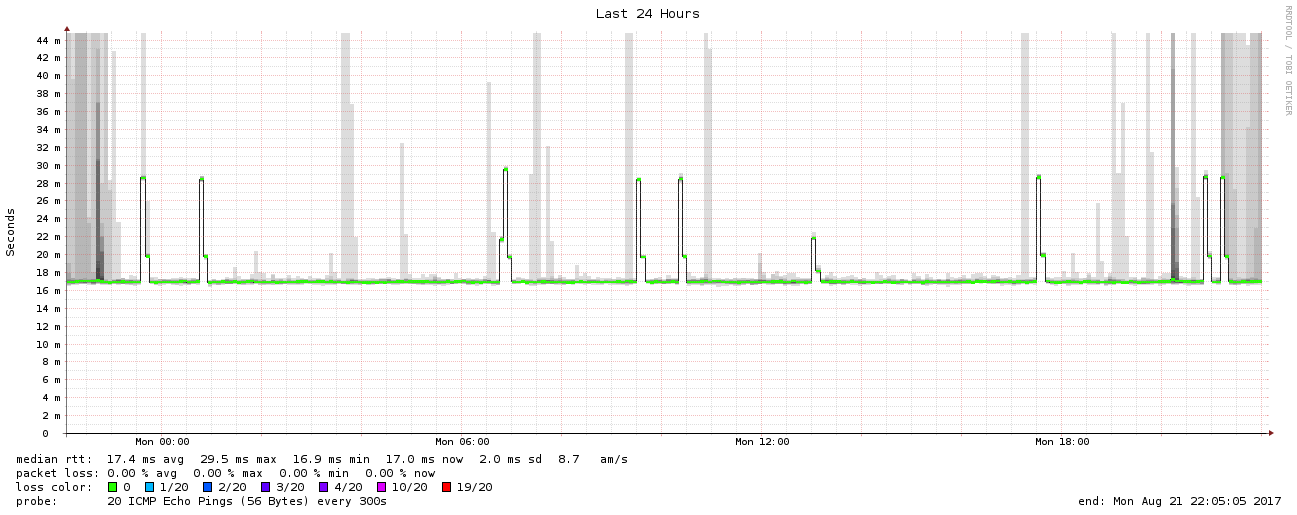 Last 24 Hours
RRDTOOL / TOBI OETIKER
Seconds
44 m
42 m
40 m
38 m
36 m
34 m
32 m
30 m
28 m
26 m
24 m
22 m
20 m
18 m
16 m
14 m
12 m
10 m
8 m
6 m
4 m
2 m
0
Mon 00:00 Mon 06:00 Mon 12:00 Mon 18:00
median rtt: 17.4 ms avg 29.5 ms max 16.9 ms min 17.0 ms now 2.0 ms sd 8.7 am/s
packet loss: 0.00 % avg 0.00 % max 0.00 % min 0.00 % now
loss color: 0 1/20 2/20 3/20 4/20 10/20 19/20
probe: 20 ICMP Echo Pings (56 Bytes) every 300s end: Mon Aug 21 22:05:05 2017